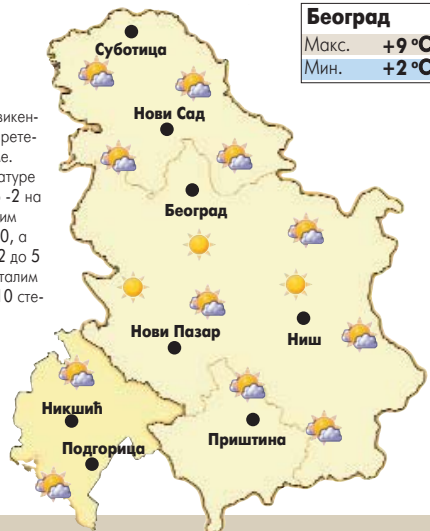 Београд
Макс. +9 °C
Мин. +2 °C
викен-
рете-
е.
атуре
-2 на
им
0, а
2 до 5
талим
10 сте-
Суботица
Нови Сад
Београд
Нови Пазар
Ниш
Никшић
Подгорица
Приштина